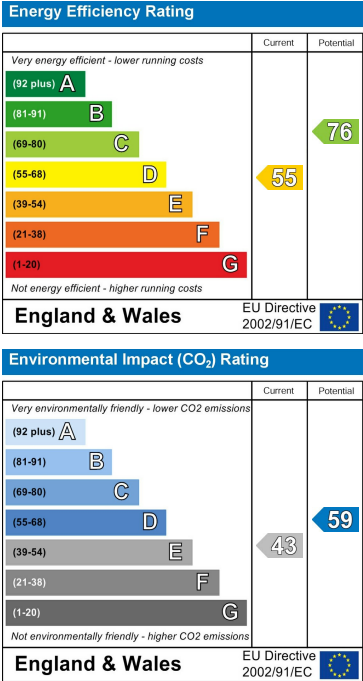 Energy Efficiency Rating
Current Potential
Very energy efficient - lower running costs
(92 plus) A
(81-91) B
(69-80) C
(55-68) D
(39-54) E
(21-38) F
(1-20) G
76
55
Not energy efficient - higher running costs
England & Wales
EU Directive
2002/91/EC
Environmental Impact (CO₂) Rating
Current Potential
Very environmentally friendly - lower CO2 emissions
(92 plus) A
(81-91) B
(69-80) C
(55-68) D
(39-54) E
(21-38) F
(1-20) G
59
43
Not environmentally friendly - higher CO2 emissions
England & Wales
EU Directive
2002/91/EC